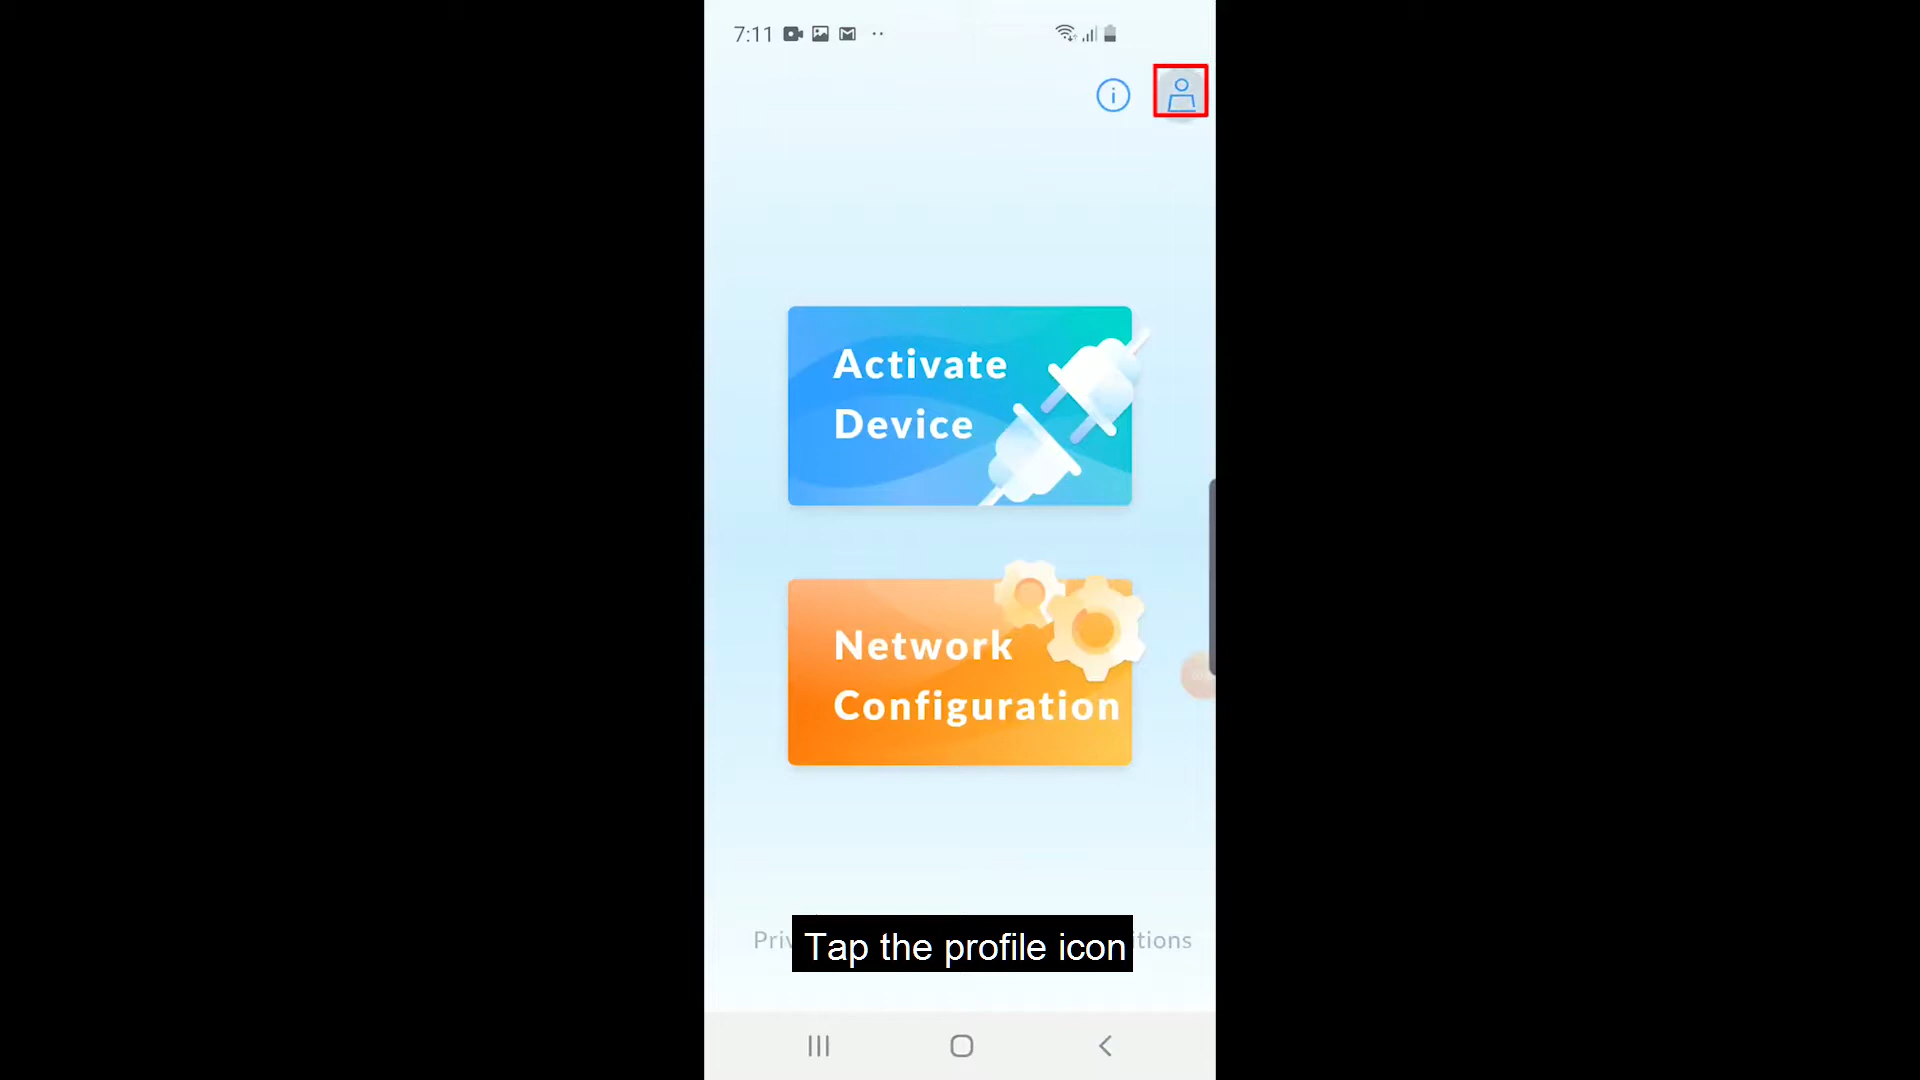 7:11
Activate
Device
Network
Configuration
Tap the profile icon